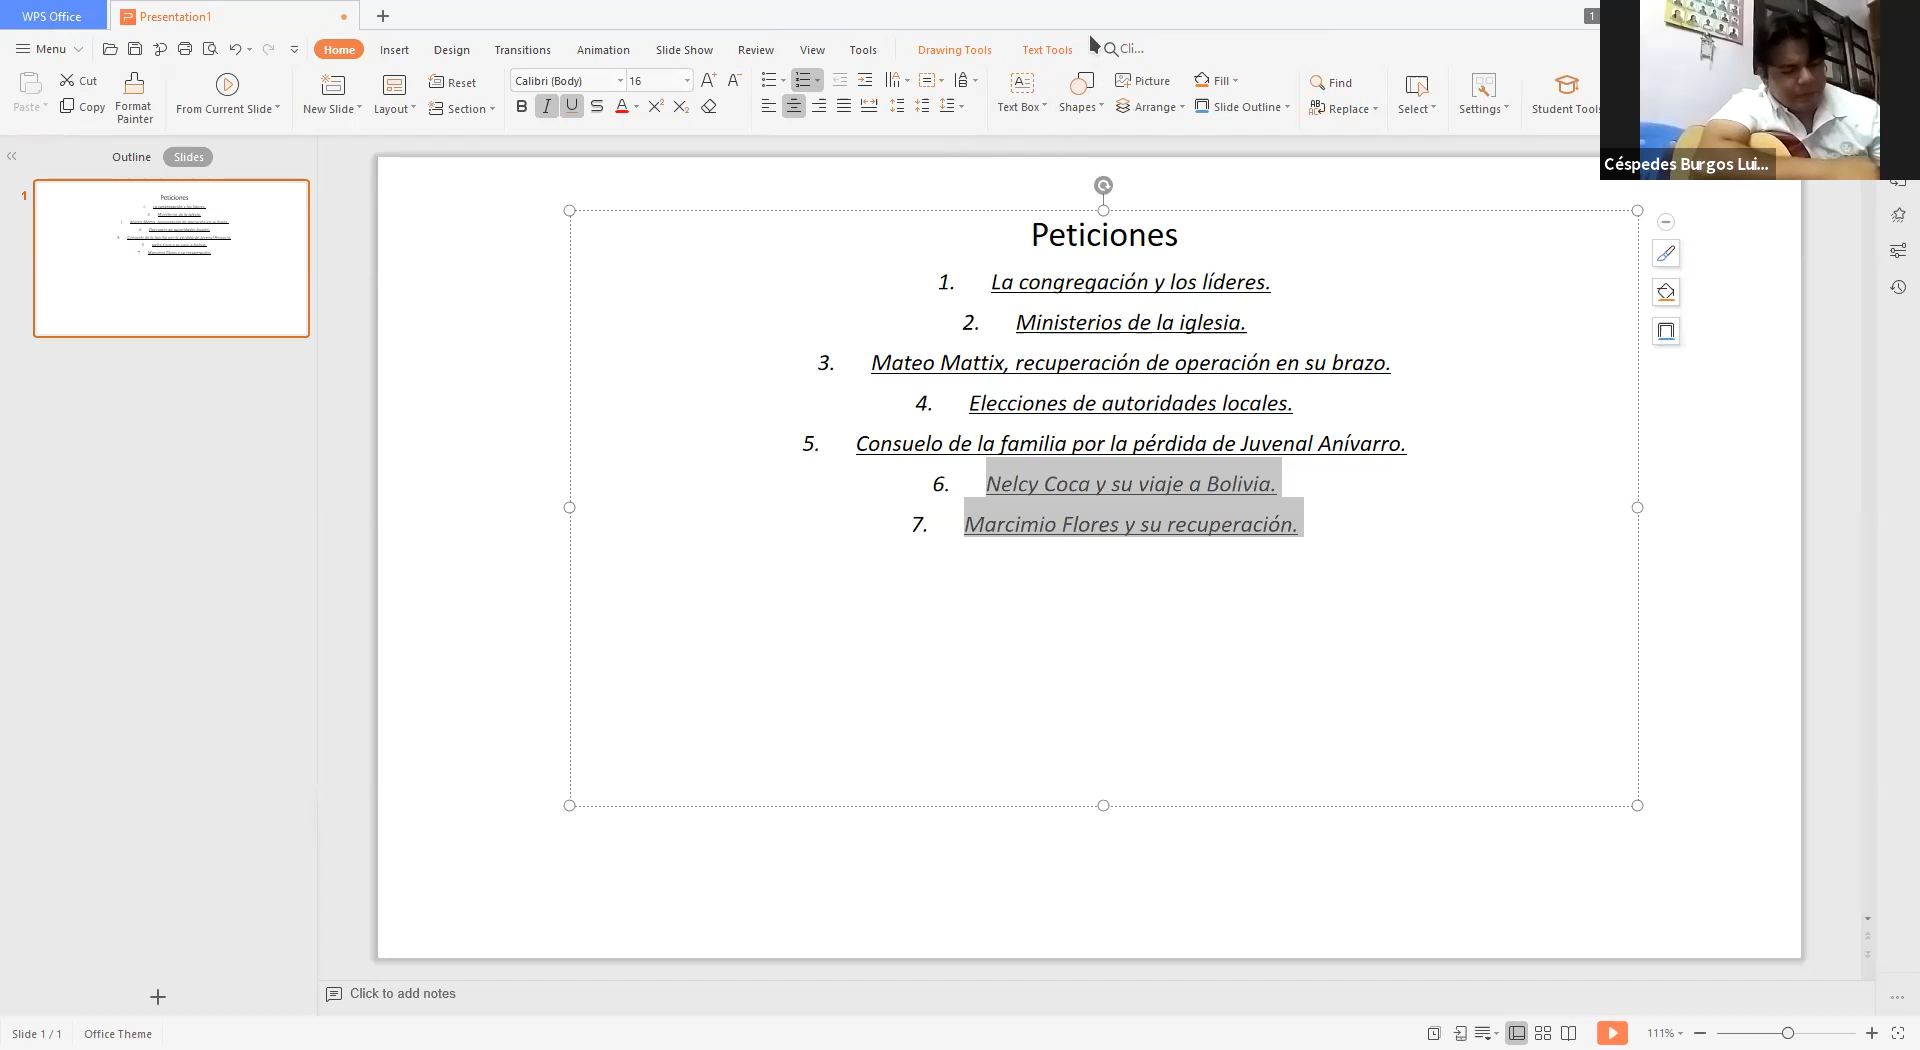 WPS Office
Presentation1
1
Menu
Home
Insert
Design
Transitions
Animation
Slide Show
Review
View
Tools
Drawing Tools
Text Tools
Cli...
Paste
Cut
Copy
Format Painter
From Current Slide
New Slide
Layout
Reset
Section
Calibri (Body)
16
Text Box
Shapes
Picture
Arrange
Fill
Slide Outline
Find
Replace
Select
Settings
Student Tools
Céspedes Burgos Lui...
Outline
Slides
1
Peticiones
Peticiones
1. La congregación y los líderes.
2. Ministerios de la iglesia.
3. Mateo Mattix, recuperación de operación en su brazo.
4. Elecciones de autoridades locales.
5. Consuelo de la familia por la pérdida de Juvenal Anívarro.
6. Nelcy Coca y su viaje a Bolivia.
7. Marcimio Flores y su recuperación.
Click to add notes
Slide 1 / 1
Office Theme
111%